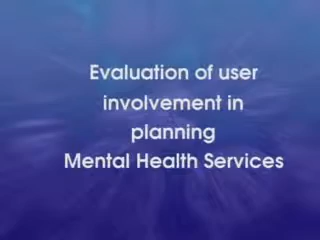 Evaluation of user
involvement in
planning
Mental Health Services